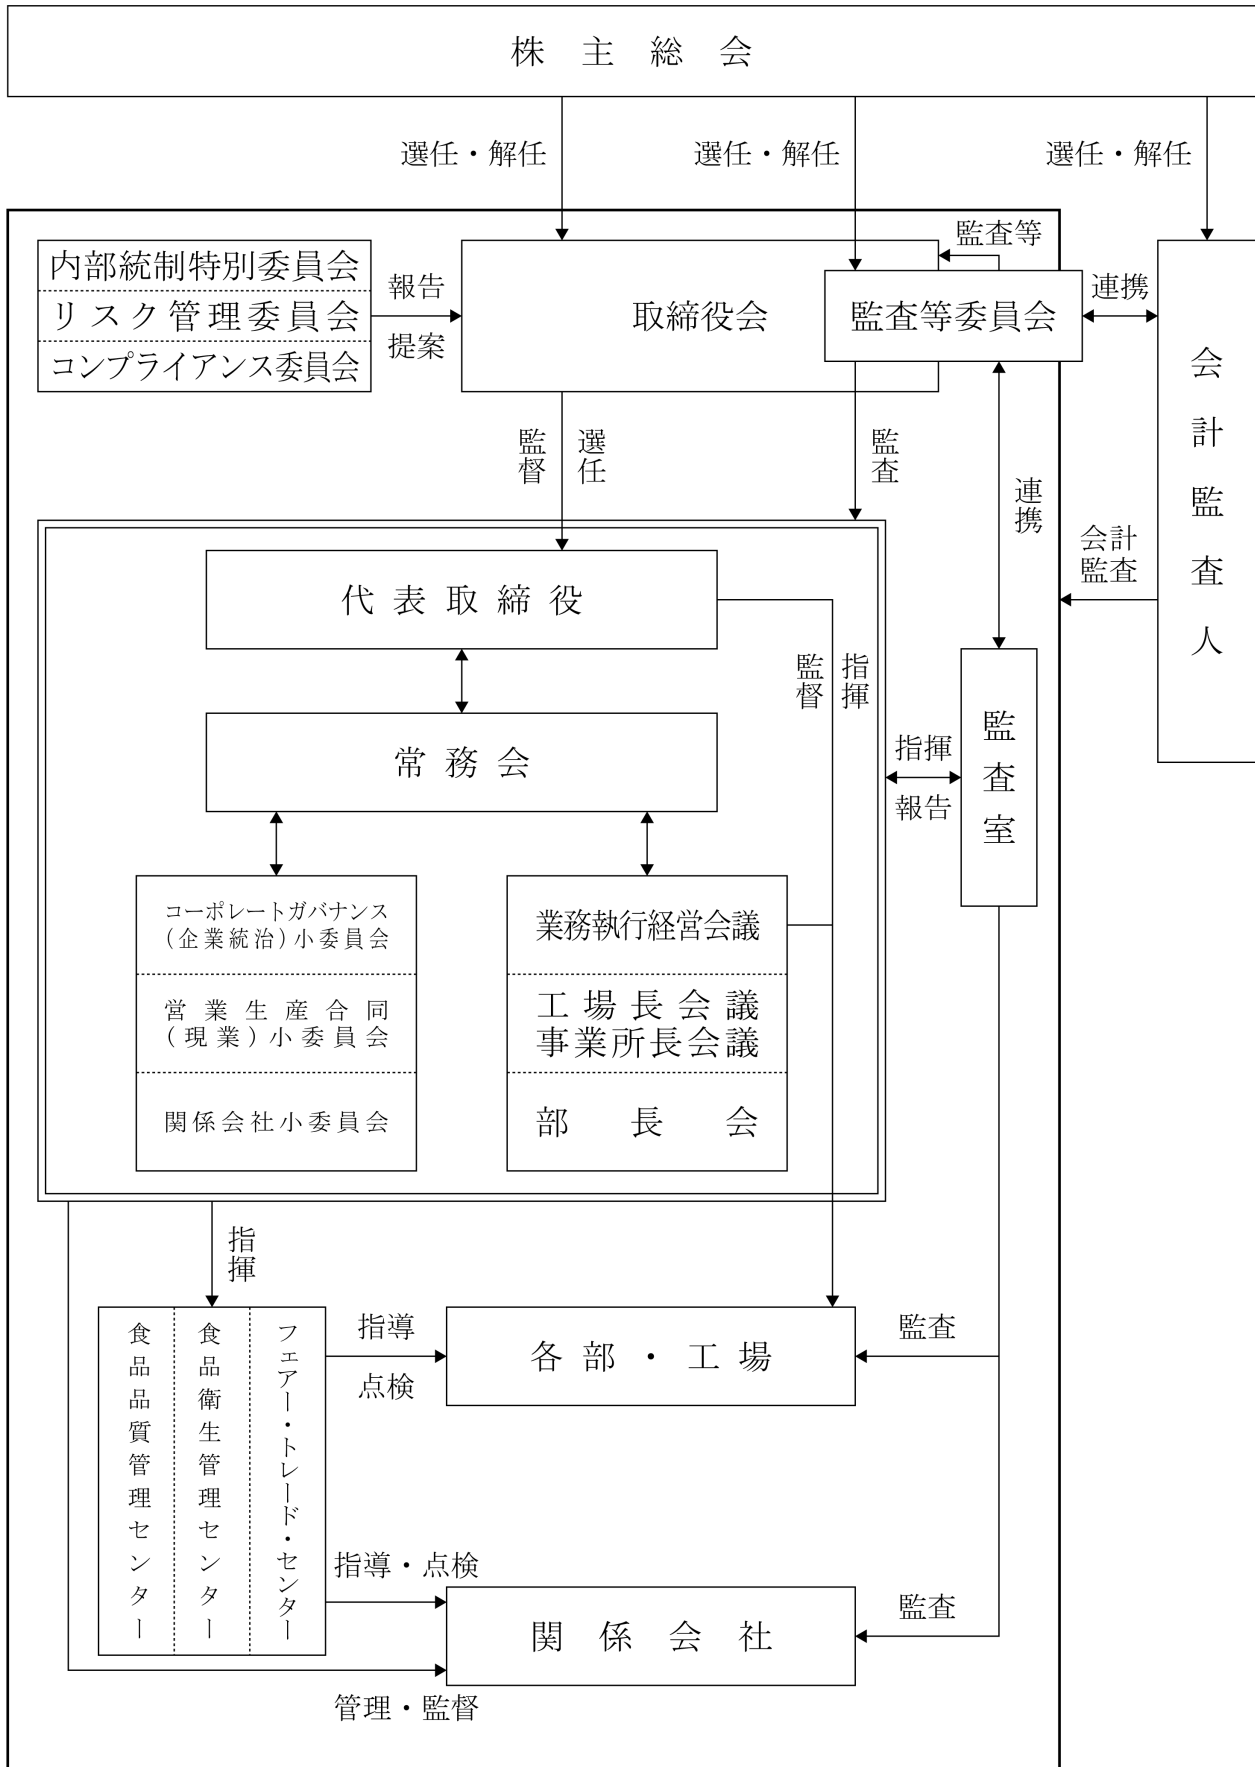 株主総会
選任・解任
選任・解任
選任・解任
監査等
内部統制特別委員会
リスク管理委員会
コンプライアンス委員会
報告
提案
取締役会
監査等委員会
連携
会計監査人
監督
選任
監査
連携
会計
監査
代表取締役
監督
指揮
常務会
指揮
報告
監査室
コーポレートガバナンス
(企業統治)小委員会
営業生産合同
(現業)小委員会
関係会社小委員会
業務執行経営会議
工場長会議
事業所長会議
部長会
指揮
食品品質管理センター
食品衛生管理センター
フェアー・トレード・センター
指導
点検
各部・工場
監査
指導・点検
関係会社
監査
管理・監督